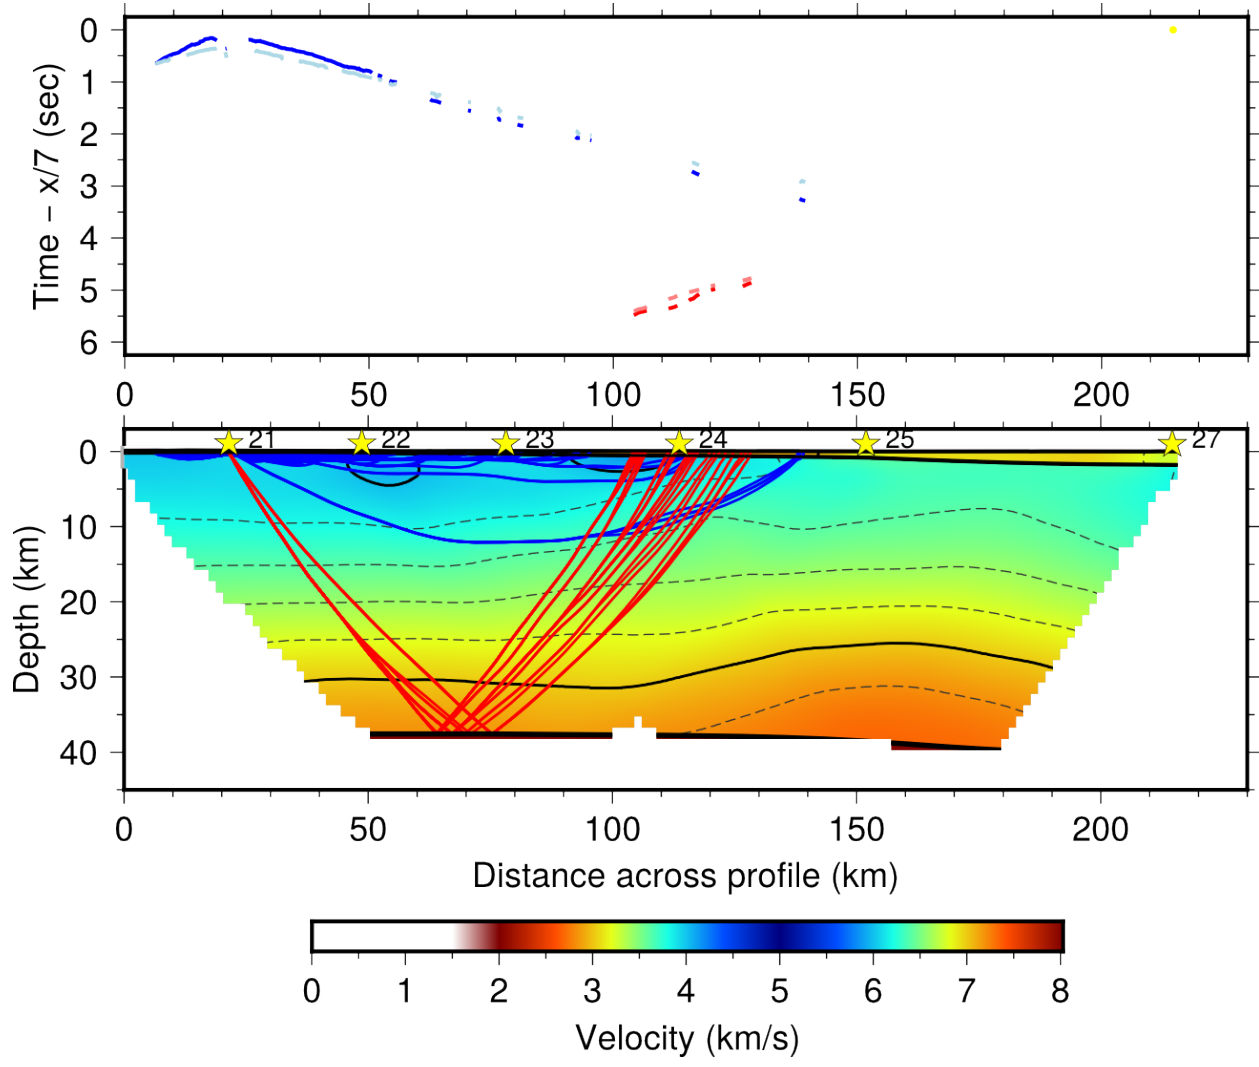 Time − x/7 (sec)
0
1
2
3
4
5
6
0 50 100 150 200
21 22 23 24 25 27
Depth (km)
0
10
20
30
40
0 50 100 150 200
Distance across profile (km)
0 1 2 3 4 5 6 7 8
Velocity (km/s)